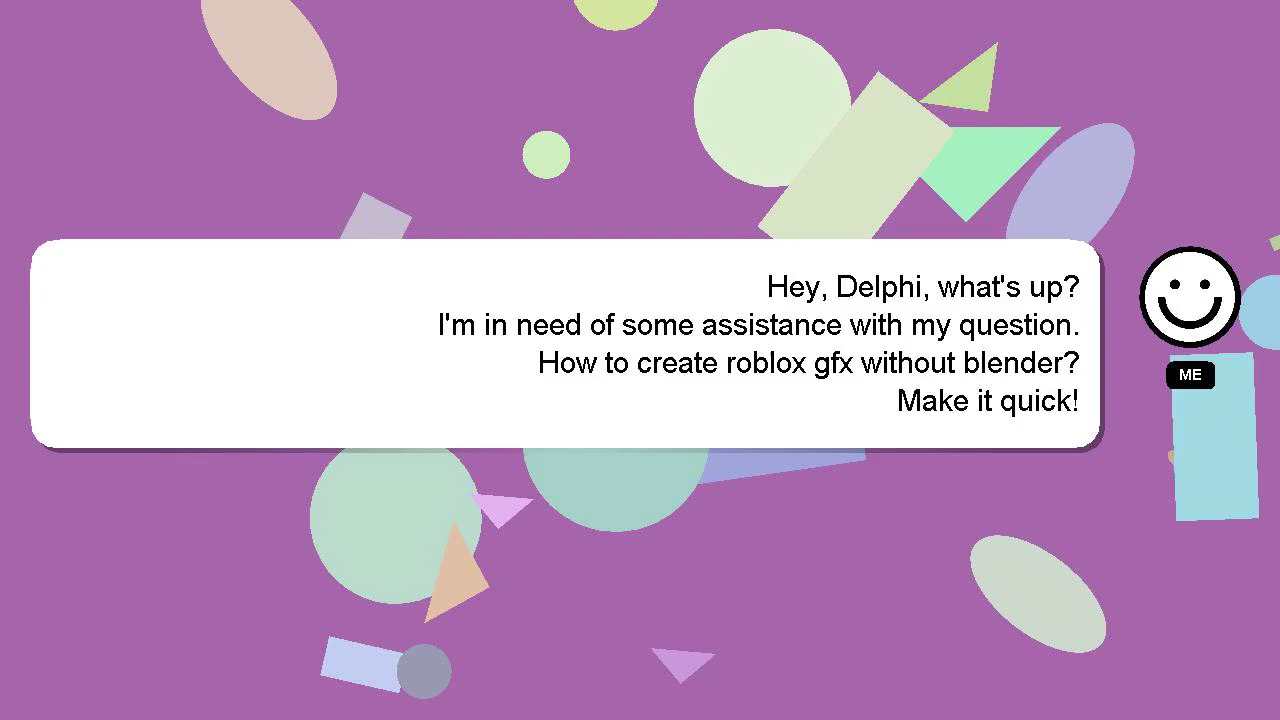 Hey, Delphi, what's up?
I'm in need of some assistance with my question.
How to create roblox gfx without blender?
Make it quick!
ME